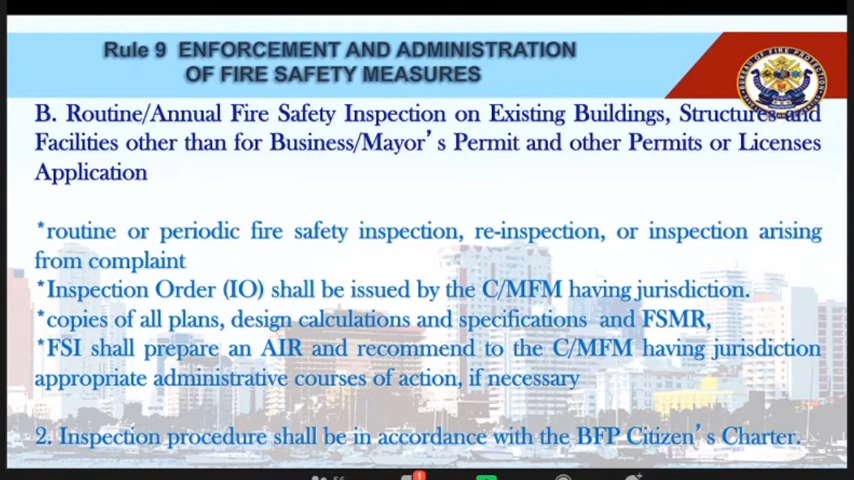 Rule 9 ENFORCEMENT AND ADMINISTRATION
OF FIRE SAFETY MEASURES
BUREAU OF FIRE PROTECTION
B. Routine/Annual Fire Safety Inspection on Existing Buildings, Structures and
Facilities other than for Business/Mayor's Permit and other Permits or Licenses
Application
*routine or periodic fire safety inspection, re-inspection, or inspection arising
from complaint
*Inspection Order (IO) shall be issued by the C/MFM having jurisdiction.
*copies of all plans, design calculations and specifications and FSMR,
*FSI shall prepare an AIR and recommend to the C/MFM having jurisdiction
appropriate administrative courses of action, if necessary
2. Inspection procedure shall be in accordance with the BFP Citizen's Charter.
1